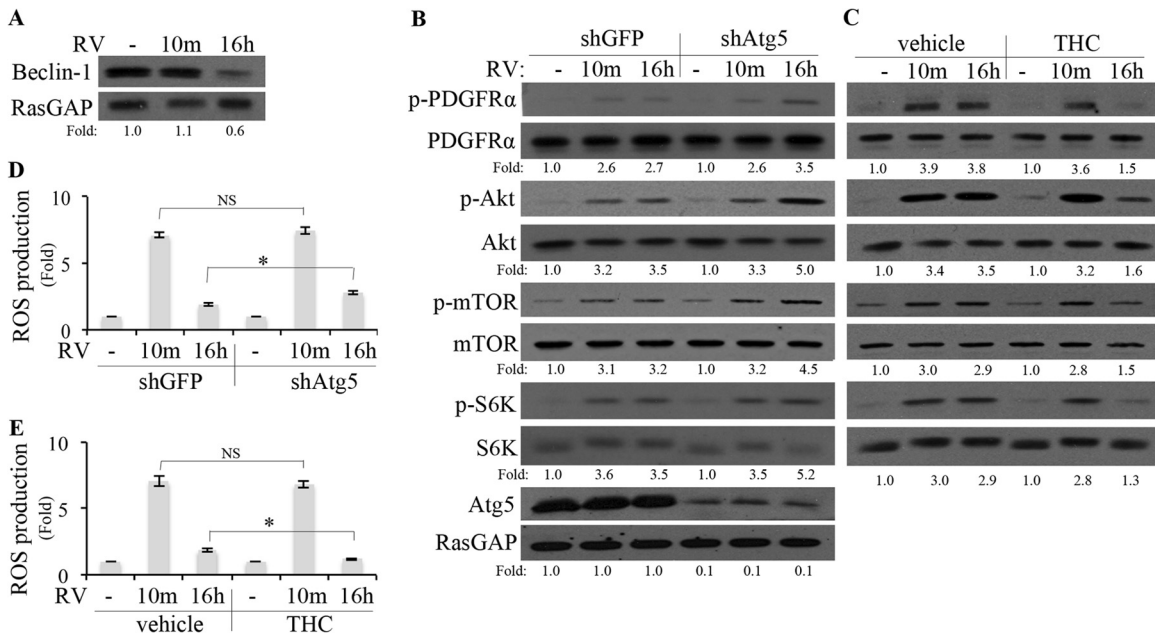 A
RV - 10m 16h
Beclin-1
RasGAP
Fold: 1.0 1.1 0.6
D
ROS production
(Fold)
10
5
0
NS
*
RV - 10m 16h - 10m 16h
shGFP shAtg5
E
ROS production
(Fold)
10
5
0
NS
*
RV - 10m 16h - 10m 16h
vehicle THC
B
shGFP shAtg5
RV: - 10m 16h - 10m 16h
p-PDGFRα
PDGFRα
Fold: 1.0 2.6 2.7 1.0 2.6 3.5
p-Akt
Akt
Fold: 1.0 3.2 3.5 1.0 3.3 5.0
p-mTOR
mTOR
Fold: 1.0 3.1 3.2 1.0 3.2 4.5
p-S6K
S6K
Fold: 1.0 3.6 3.5 1.0 3.5 5.2
Atg5
RasGAP
Fold: 1.0 1.0 1.0 0.1 0.1 0.1
C
vehicle THC
- 10m 16h - 10m 16h
1.0 3.9 3.8 1.0 3.6 1.5
1.0 3.4 3.5 1.0 3.2 1.6
1.0 3.0 2.9 1.0 2.8 1.5
1.0 3.0 2.9 1.0 2.8 1.3